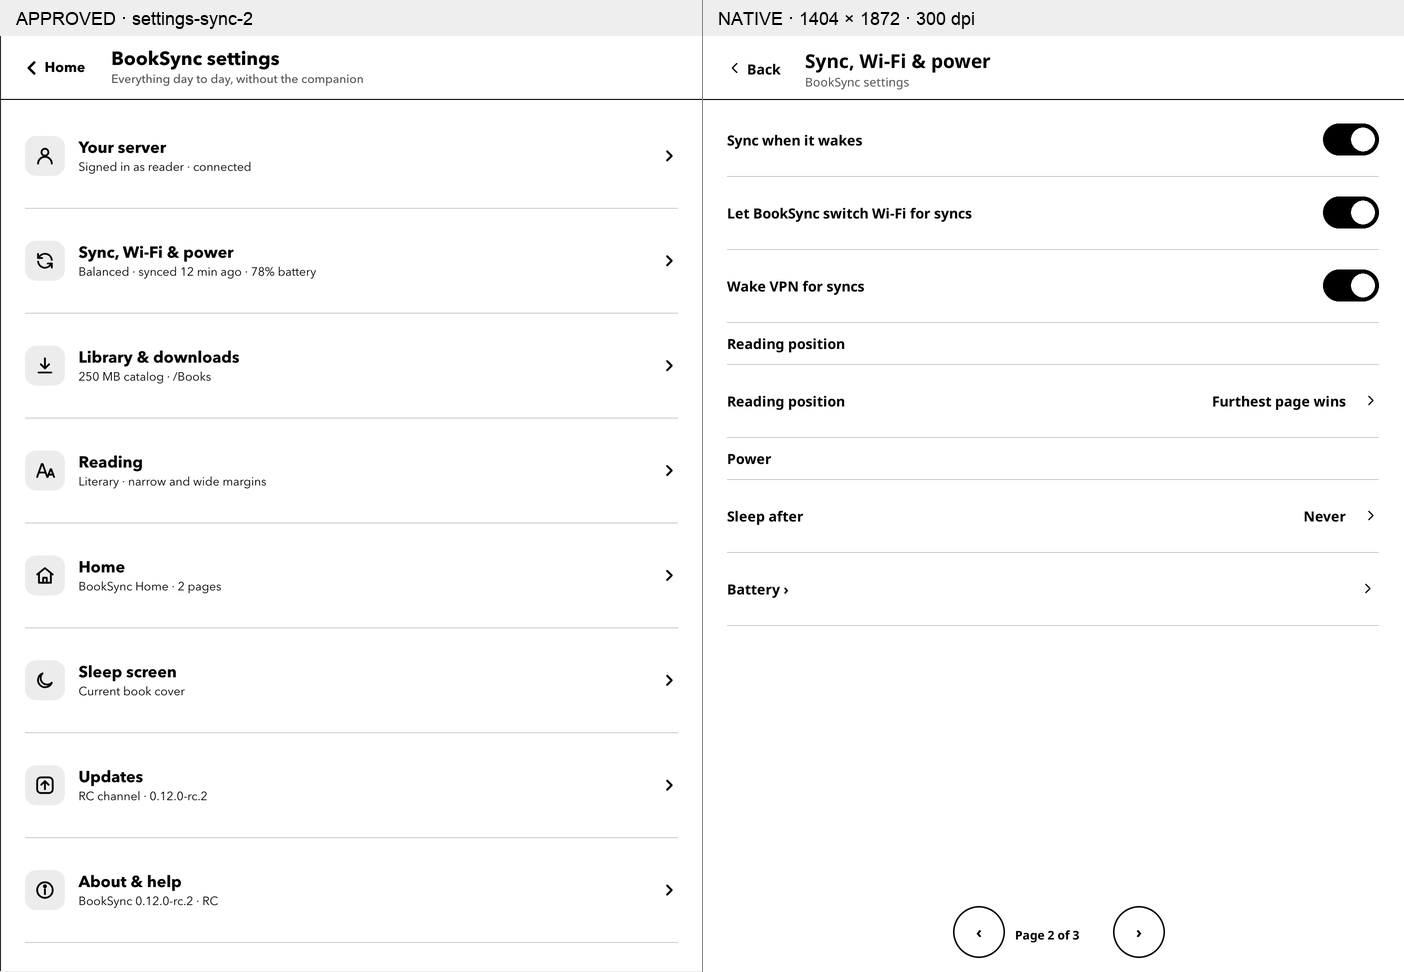 APPROVED · settings-sync-2
Home
BookSync settings
Everything day to day, without the companion
Your server
Signed in as reader · connected
Sync, Wi-Fi & power
Balanced · synced 12 min ago · 78% battery
Library & downloads
250 MB catalog · /Books
Reading
Literary · narrow and wide margins
Home
BookSync Home · 2 pages
Sleep screen
Current book cover
Updates
RC channel · 0.12.0-rc.2
About & help
BookSync 0.12.0-rc.2 · RC
NATIVE · 1404 × 1872 · 300 dpi
Back
Sync, Wi-Fi & power
BookSync settings
Sync when it wakes
Let BookSync switch Wi-Fi for syncs
Wake VPN for syncs
Reading position
Reading position Furthest page wins
Power
Sleep after Never
Battery ›
‹ Page 2 of 3 ›